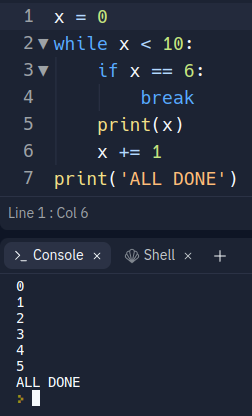 1 x = 0
2 while x < 10:
3     if x == 6:
4         break
5     print(x)
6     x += 1
7 print('ALL DONE')
Line 1 : Col 6
>_ Console × Shell × +
0
1
2
3
4
5
ALL DONE
>